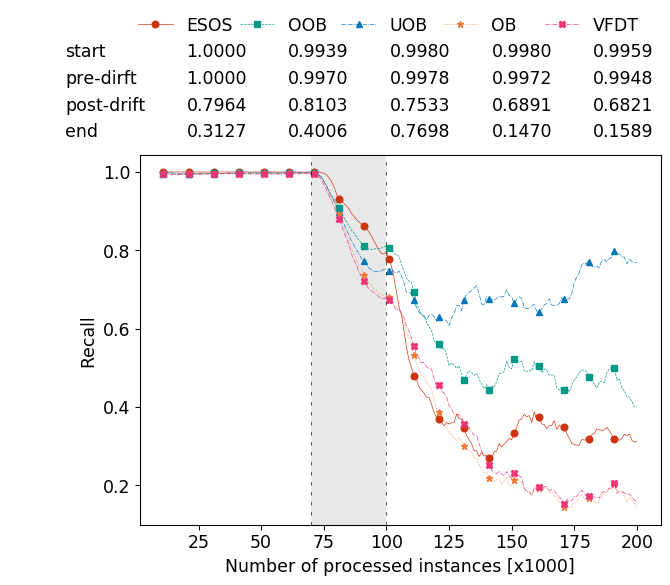 ESOS OOB UOB OB VFDT
start 1.0000 0.9939 0.9980 0.9980 0.9959
pre-dirft 1.0000 0.9970 0.9978 0.9972 0.9948
post-drift 0.7964 0.8103 0.7533 0.6891 0.6821
end 0.3127 0.4006 0.7698 0.1470 0.1589
1.0
0.8
0.6
0.4
0.2
Recall
25 50 75 100 125 150 175 200
Number of processed instances [x1000]